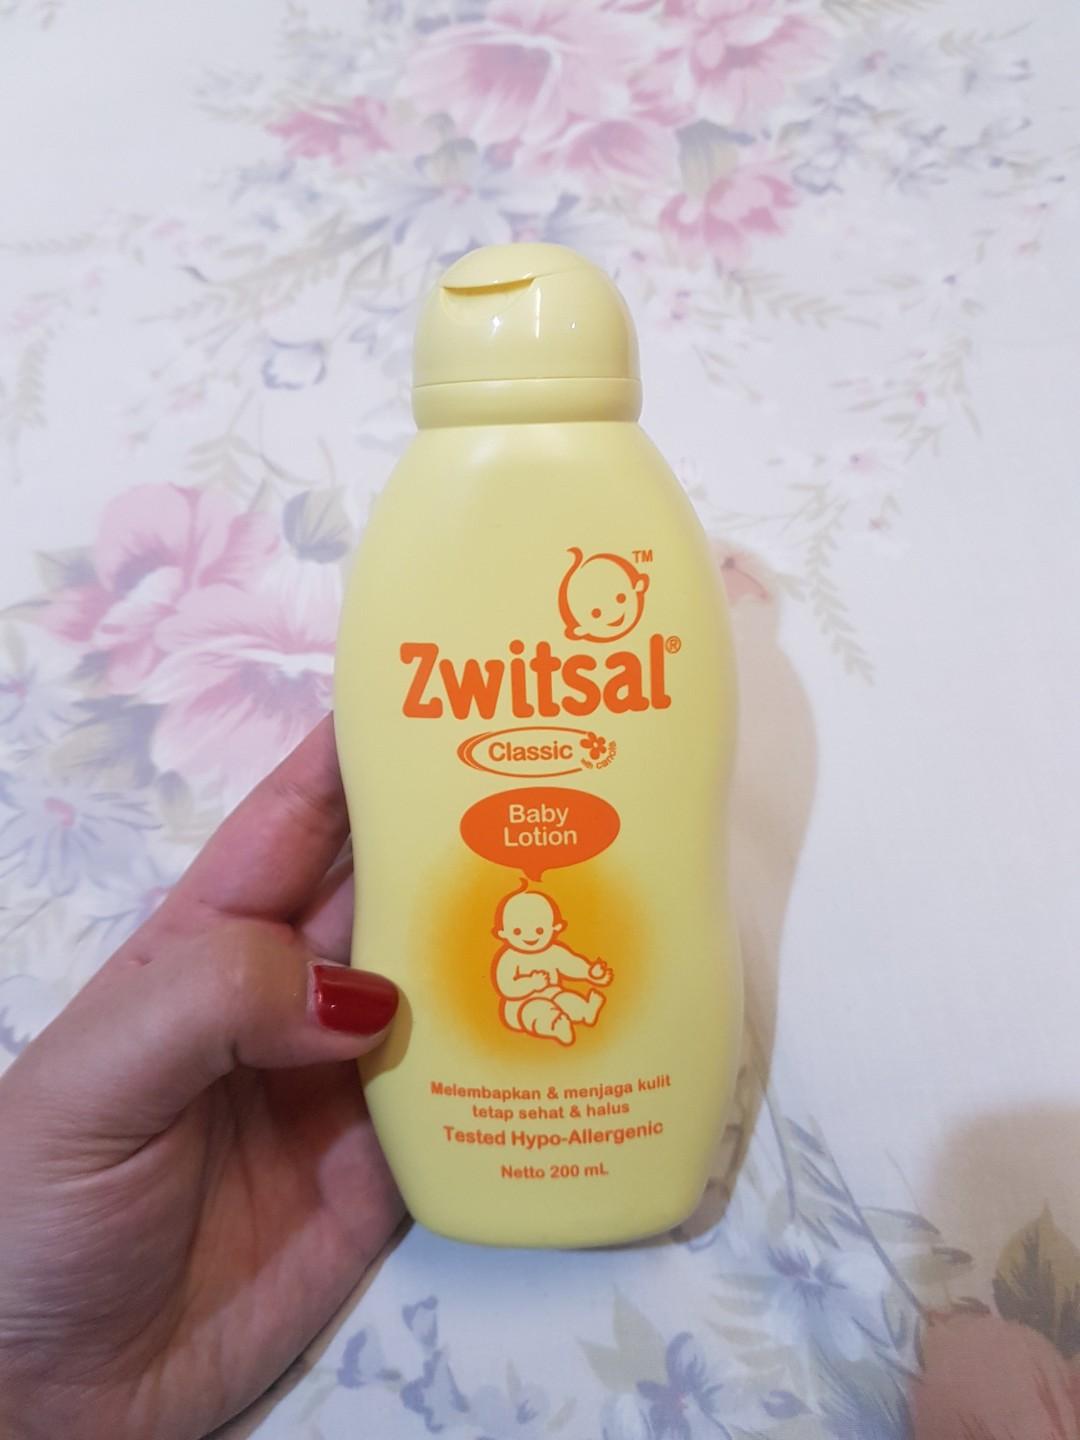 TM
Zwitsal®
Classic
Baby
Lotion
Melembapkan & menjaga kulit
tetap sehat & halus
Tested Hypo-Allergenic
Netto 200 mL